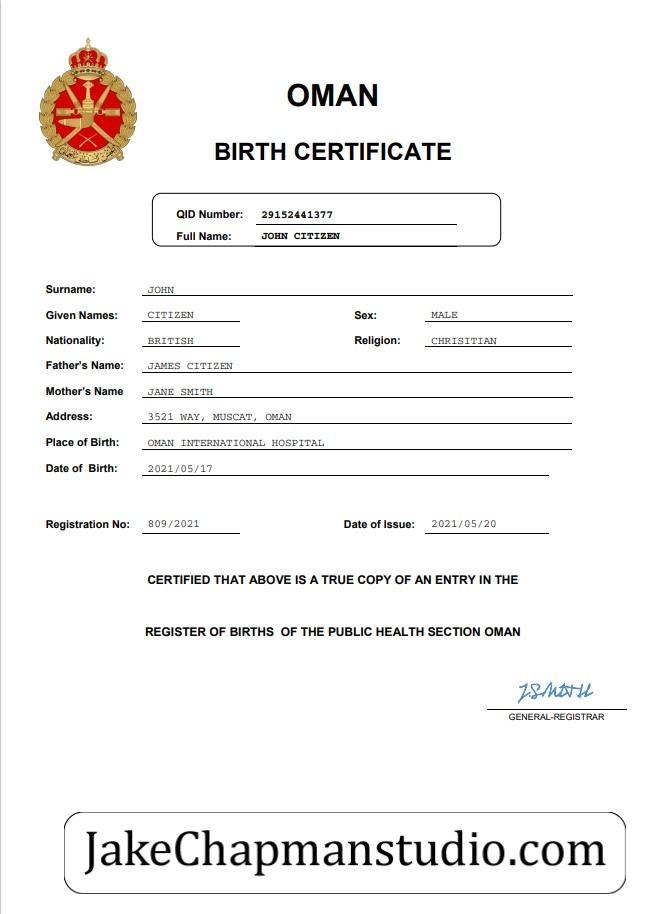 OMAN
BIRTH CERTIFICATE
QID Number: 29152441377
Full Name: JOHN CITIZEN
Surname: JOHN
Given Names: CITIZEN Sex: MALE
Nationality: BRITISH Religion: CHRISITIAN
Father's Name: JAMES CITIZEN
Mother's Name JANE SMITH
Address: 3521 WAY, MUSCAT, OMAN
Place of Birth: OMAN INTERNATIONAL HOSPITAL
Date of Birth: 2021/05/17
Registration No: 809/2021 Date of Issue: 2021/05/20
CERTIFIED THAT ABOVE IS A TRUE COPY OF AN ENTRY IN THE
REGISTER OF BIRTHS OF THE PUBLIC HEALTH SECTION OMAN
J.SMITH
GENERAL-REGISTRAR
JakeChapmanstudio.com